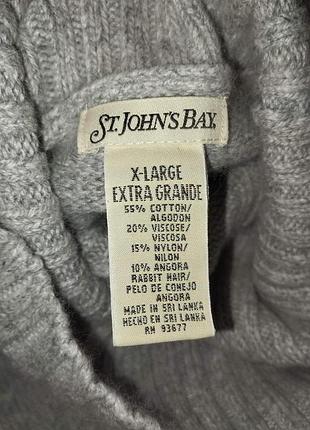 ST. JOHN'S BAY.
X-LARGE
EXTRA GRANDE
55% COTTON/
ALGODON
20% VISCOSE/
VISCOSA
15% NYLON/
NILON
10% ANGORA
RABBIT HAIR/
PELO DE CONEJO
ANGORA
MADE IN SRI LANKA
HECHO EN SRI LANKA
RN 93677